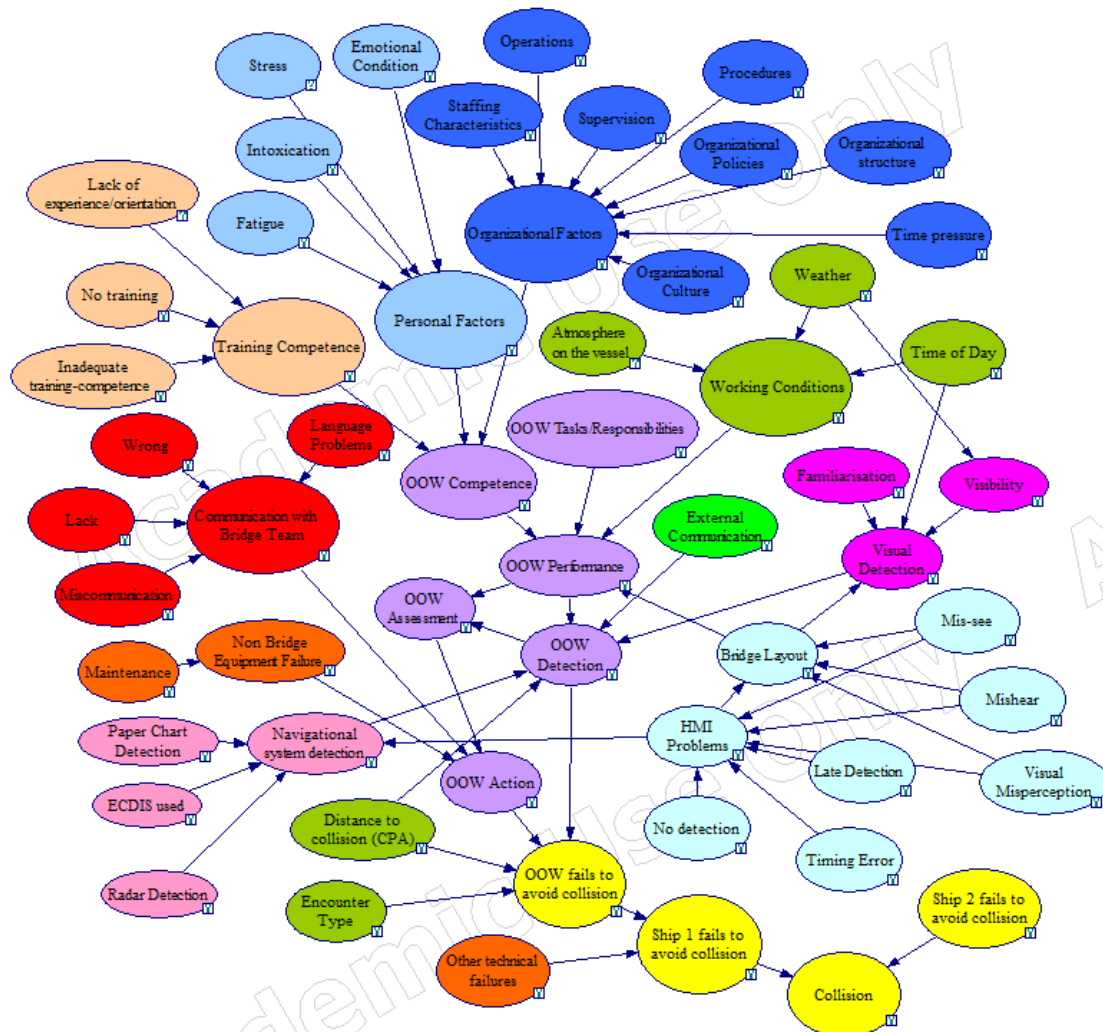 Operations
Emotional
Condition
Stress
Procedures
Staffing
Characteristics
Supervision
Intoxication
Organizational
Policies
Organizational
structure
Lack of
experience/orientation
Fatigue
Organizational Factors
Time pressure
Weather
No training
Organizational
Culture
Personal Factors
Training Competence
Atmosphere
on the vessel
Time of Day
Inadequate
training-competence
Working Conditions
Wrong
Language
Problems
OOW Tasks/Responsibilities
OOW Competence
Familiarisation
Visibility
Lack
Communication with
Bridge Team
External
Communication
OOW Performance
Visual
Detection
Miscommunication
OOW
Assessment
Mis-see
Non Bridge
Equipment Failure
OOW
Detection
Bridge Layout
Maintenance
Mishear
Paper Chart
Detection
Navigational
system detection
HMI
Problems
OOW Action
Late Detection
Visual
Misperception
ECDIS used
Distance to
collision (CPA)
No detection
Timing Error
Radar Detection
OOW fails to
avoid collision
Encounter
Type
Ship 2 fails to
avoid collision
Ship 1 fails to
avoid collision
Other technical
failures
Collision
Academic use only
A
Academic use only